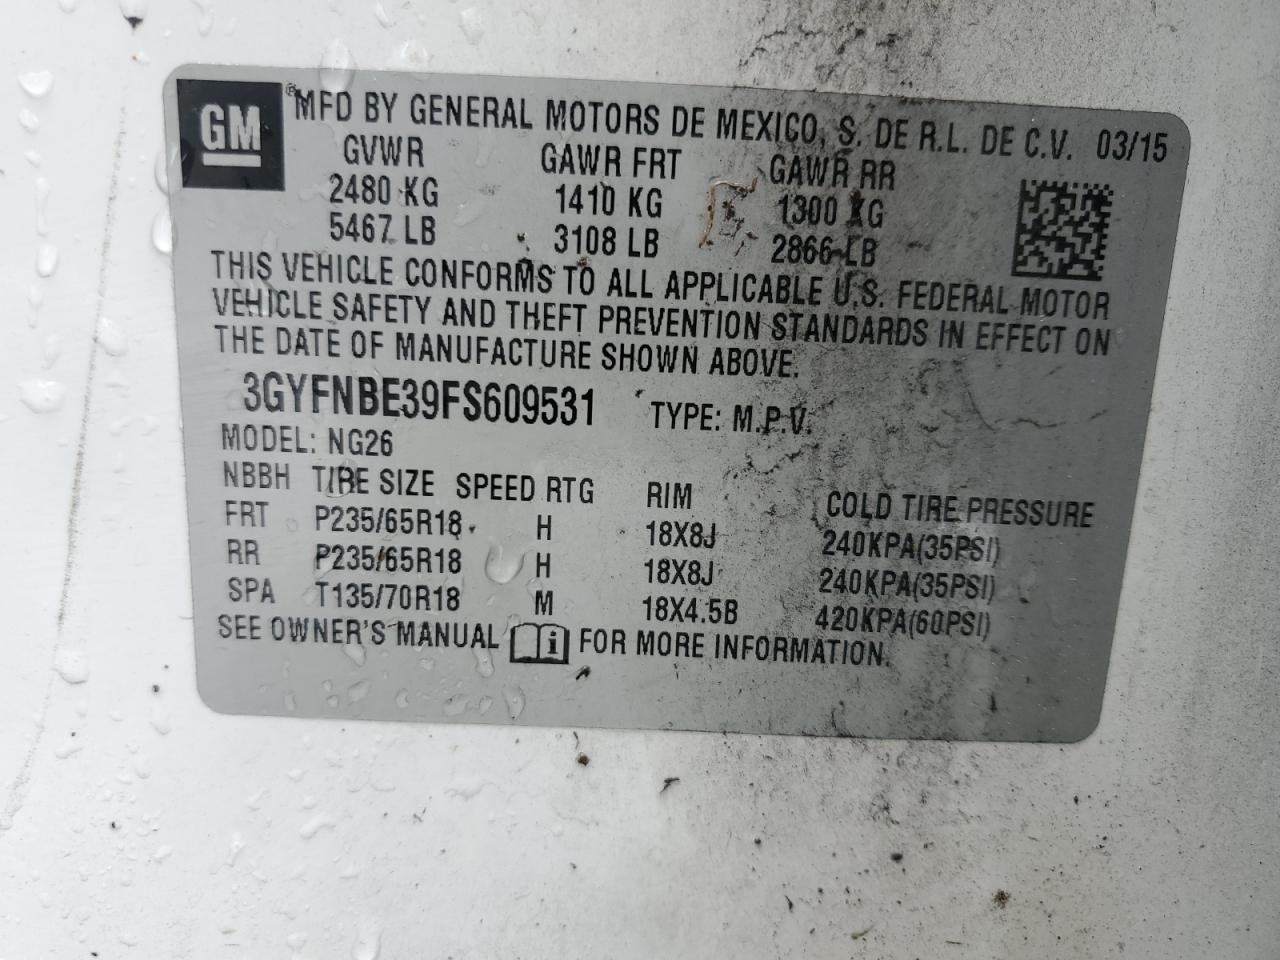 GM ® MFD BY GENERAL MOTORS DE MEXICO, S. DE R.L. DE C.V. 03/15
GVWR GAWR FRT GAWR RR
2480 KG 1410 KG 1300 KG
5467 LB 3108 LB 2866 LB
THIS VEHICLE CONFORMS TO ALL APPLICABLE U.S. FEDERAL MOTOR
VEHICLE SAFETY AND THEFT PREVENTION STANDARDS IN EFFECT ON
THE DATE OF MANUFACTURE SHOWN ABOVE.
3GYFNBE39FS609531 TYPE: M.P.V.
MODEL: NG26
NBBH TIRE SIZE SPEED RTG RIM COLD TIRE PRESSURE
FRT P235/65R18 H 18X8J 240KPA(35PSI)
RR P235/65R18 H 18X8J 240KPA(35PSI)
SPA T135/70R18 M 18X4.5B 420KPA(60PSI)
SEE OWNER'S MANUAL i FOR MORE INFORMATION.